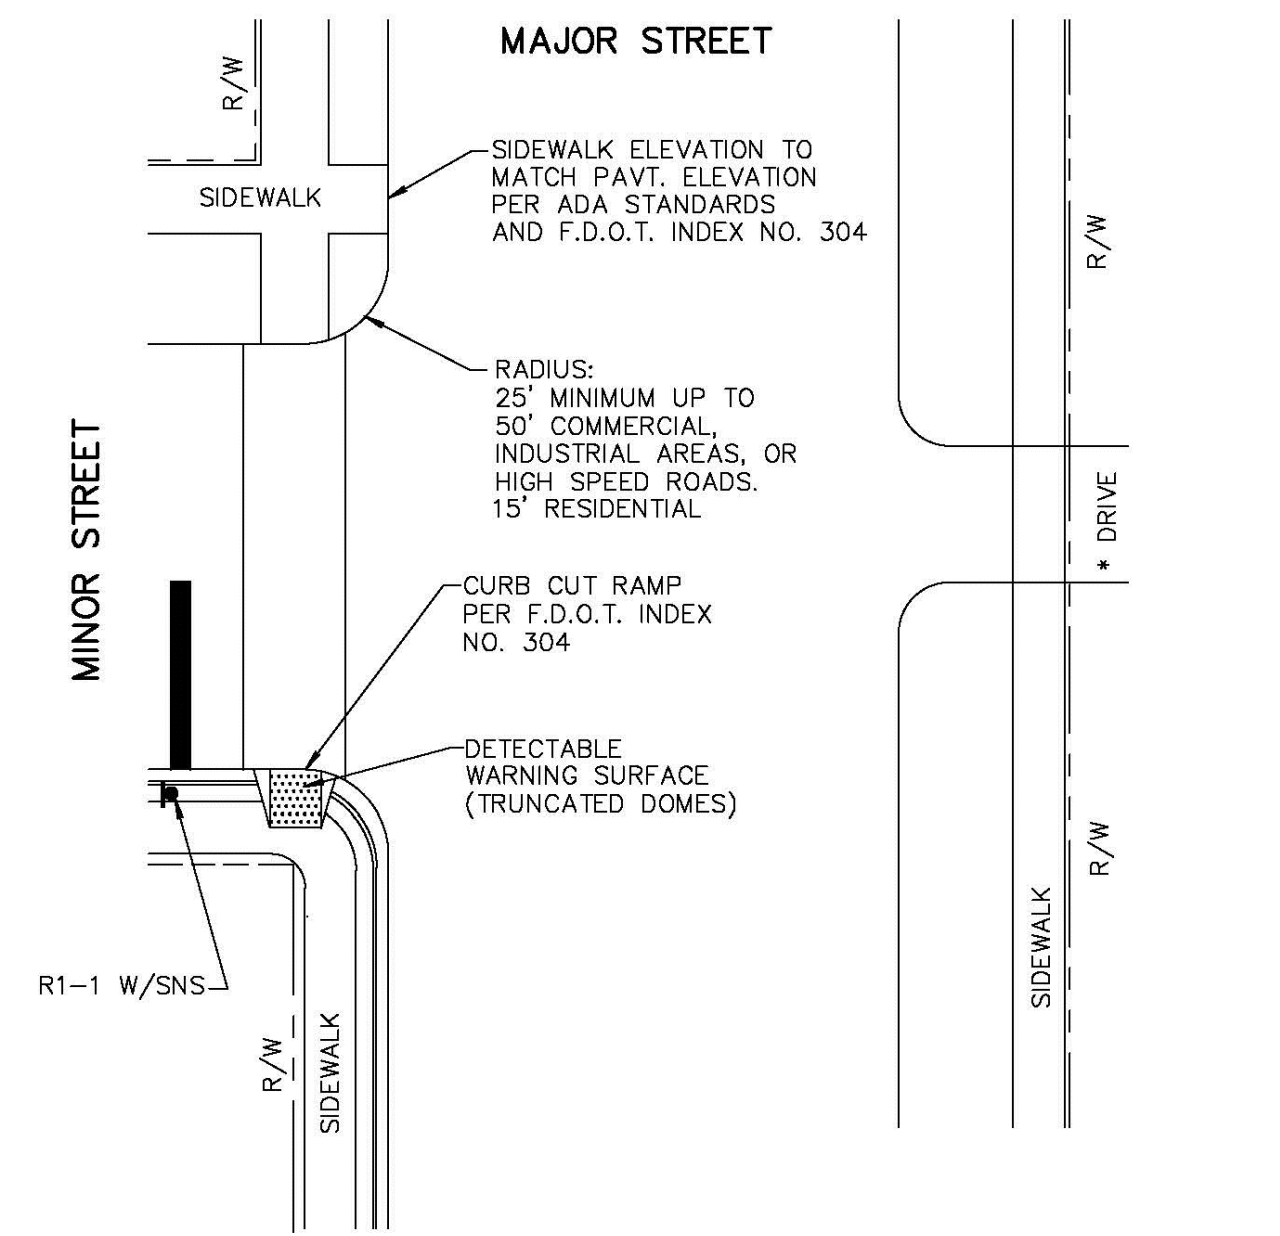 MAJOR STREET
R/W
SIDEWALK ELEVATION TO
MATCH PAVT. ELEVATION
PER ADA STANDARDS
AND F.D.O.T. INDEX NO. 304
SIDEWALK
R/W
RADIUS:
25' MINIMUM UP TO
50' COMMERCIAL,
INDUSTRIAL AREAS, OR
HIGH SPEED ROADS.
15' RESIDENTIAL
MINOR STREET
* DRIVE
CURB CUT RAMP
PER F.D.O.T. INDEX
NO. 304
DETECTABLE
WARNING SURFACE
(TRUNCATED DOMES)
R/W
SIDEWALK
R1-1 W/SNS
R/W
SIDEWALK